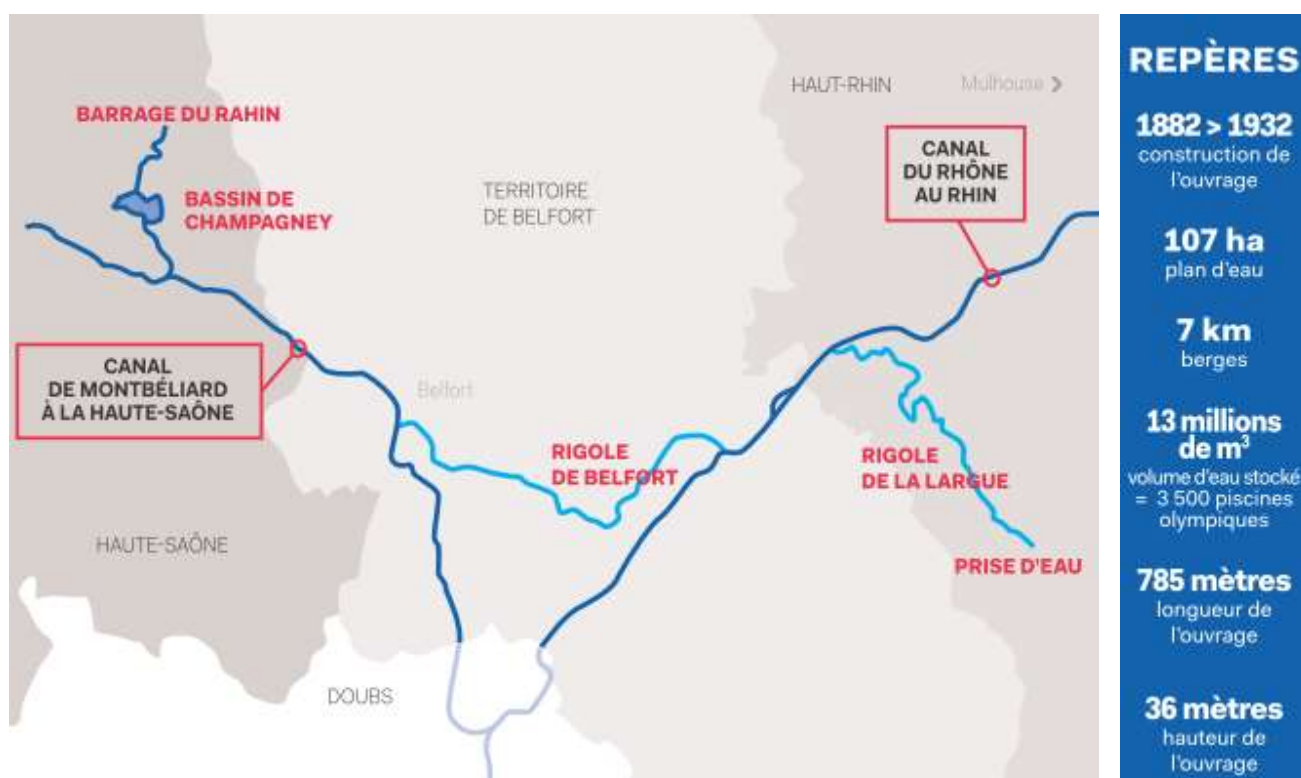 BARRAGE DU RAHIN
BASSIN DE
CHAMPAGNEY
TERRITOIRE
DE BELFORT
HAUT-RHIN
Mulhouse >
CANAL
DU RHÔNE
AU RHIN
CANAL
DE MONTBÉLIARD
À LA HAUTE-SAÔNE
Belfort
RIGOLE
DE BELFORT
RIGOLE
DE LA LARGUE
HAUTE-SAÔNE
PRISE D'EAU
DOUBS
REPÈRES
1882 > 1932
construction de
l'ouvrage
107 ha
plan d'eau
7 km
berges
13 millions
de m³
volume d'eau stocké
= 3 500 piscines
olympiques
785 mètres
longueur de
l'ouvrage
36 mètres
hauteur de
l'ouvrage